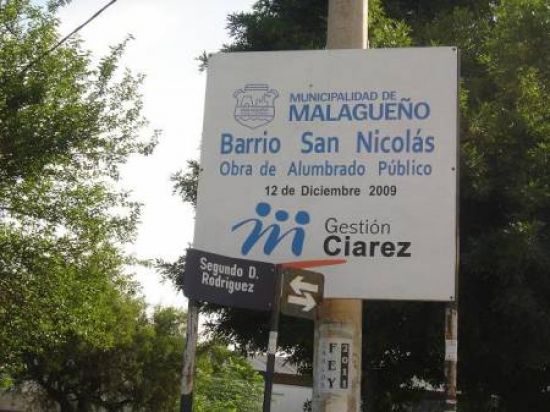 MUNICIPALIDAD DE
MALAGUEÑO
Barrio San Nicolás
Obra de Alumbrado Público
12 de Diciembre 2009
Gestión
Ciarez
Segundo D.
Rodriguez
FEY
2011